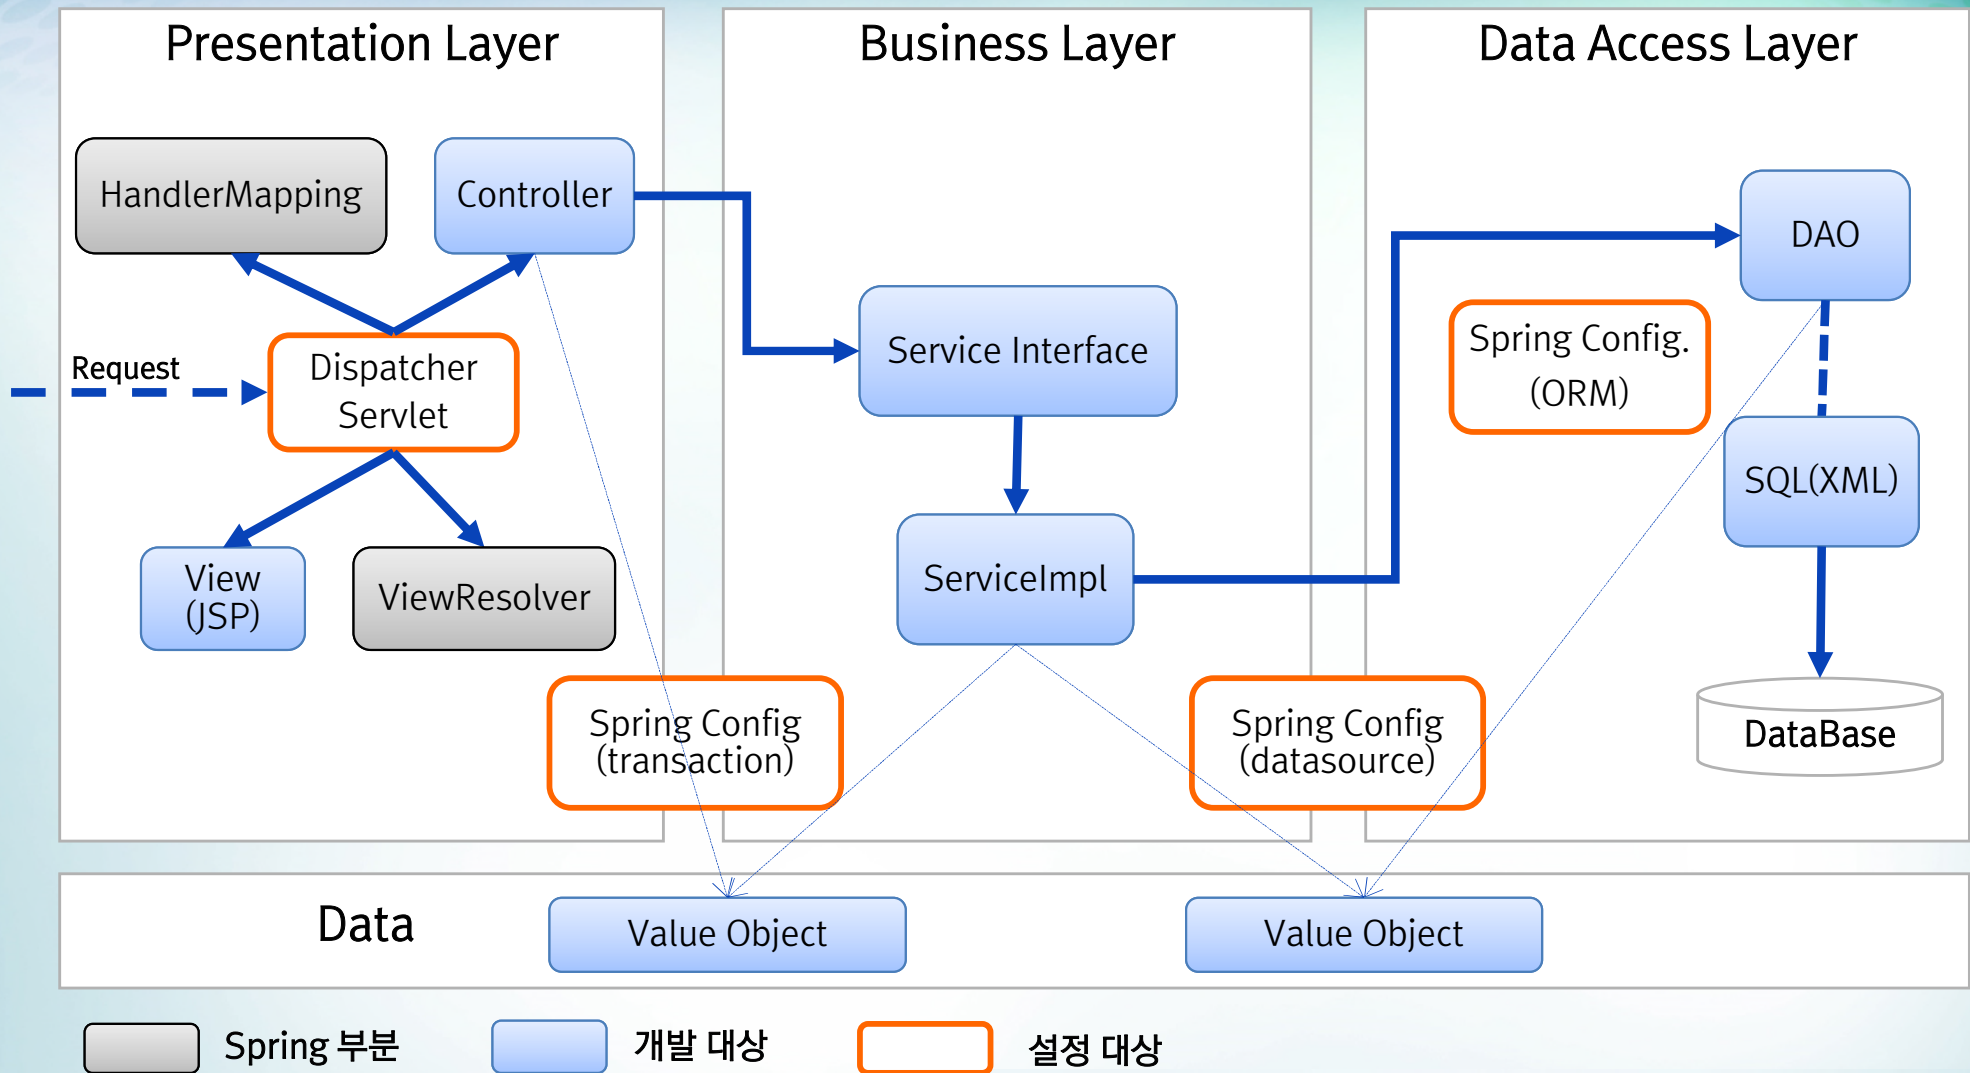 Presentation Layer
Business Layer
Data Access Layer
HandlerMapping
Controller
Request
Dispatcher
Servlet
View
(JSP)
ViewResolver
Service Interface
ServiceImpl
DAO
Spring Config.
(ORM)
SQL(XML)
DataBase
Spring Config
(transaction)
Spring Config
(datasource)
Data
Value Object
Value Object
Spring 부분
개발 대상
설정 대상